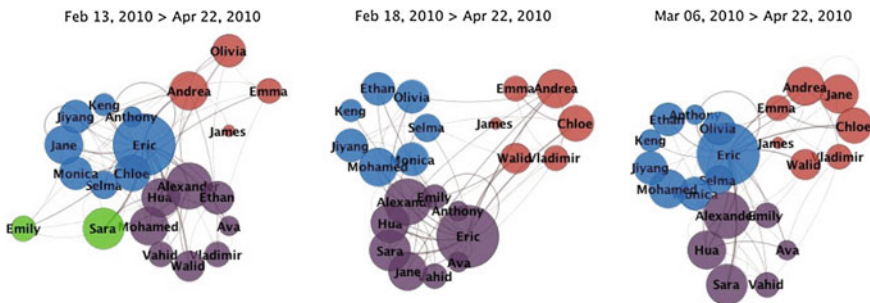 Feb 13, 2010 > Apr 22, 2010
Olivia
Andrea
Emma
Keng
Jiyang
Anthony
James
Jane
Eric
Monica
Chloe
Selma
Alexander
Hua
Ethan
Emily
Sara
Mohamed
Ava
Vahid
Vladimir
Walid
Feb 18, 2010 > Apr 22, 2010
Ethan
Olivia
Emma
Andrea
Keng
Selma
James
Chloe
Jiyang
Mohamed
Monica
Walid
Vladimir
Alexand
Emily
Anthony
Hua
Eric
Sara
Ava
Jane
Vahid
Mar 06, 2010 > Apr 22, 2010
Andrea
Jane
Ethan
Anthony
Emma
Olivia
Chloe
Keng
James
Eric
Jiyang
Walid
Vladimir
Selma
Mohamed
Monica
Alexander
Emily
Hua
Ava
Sara
Vahid